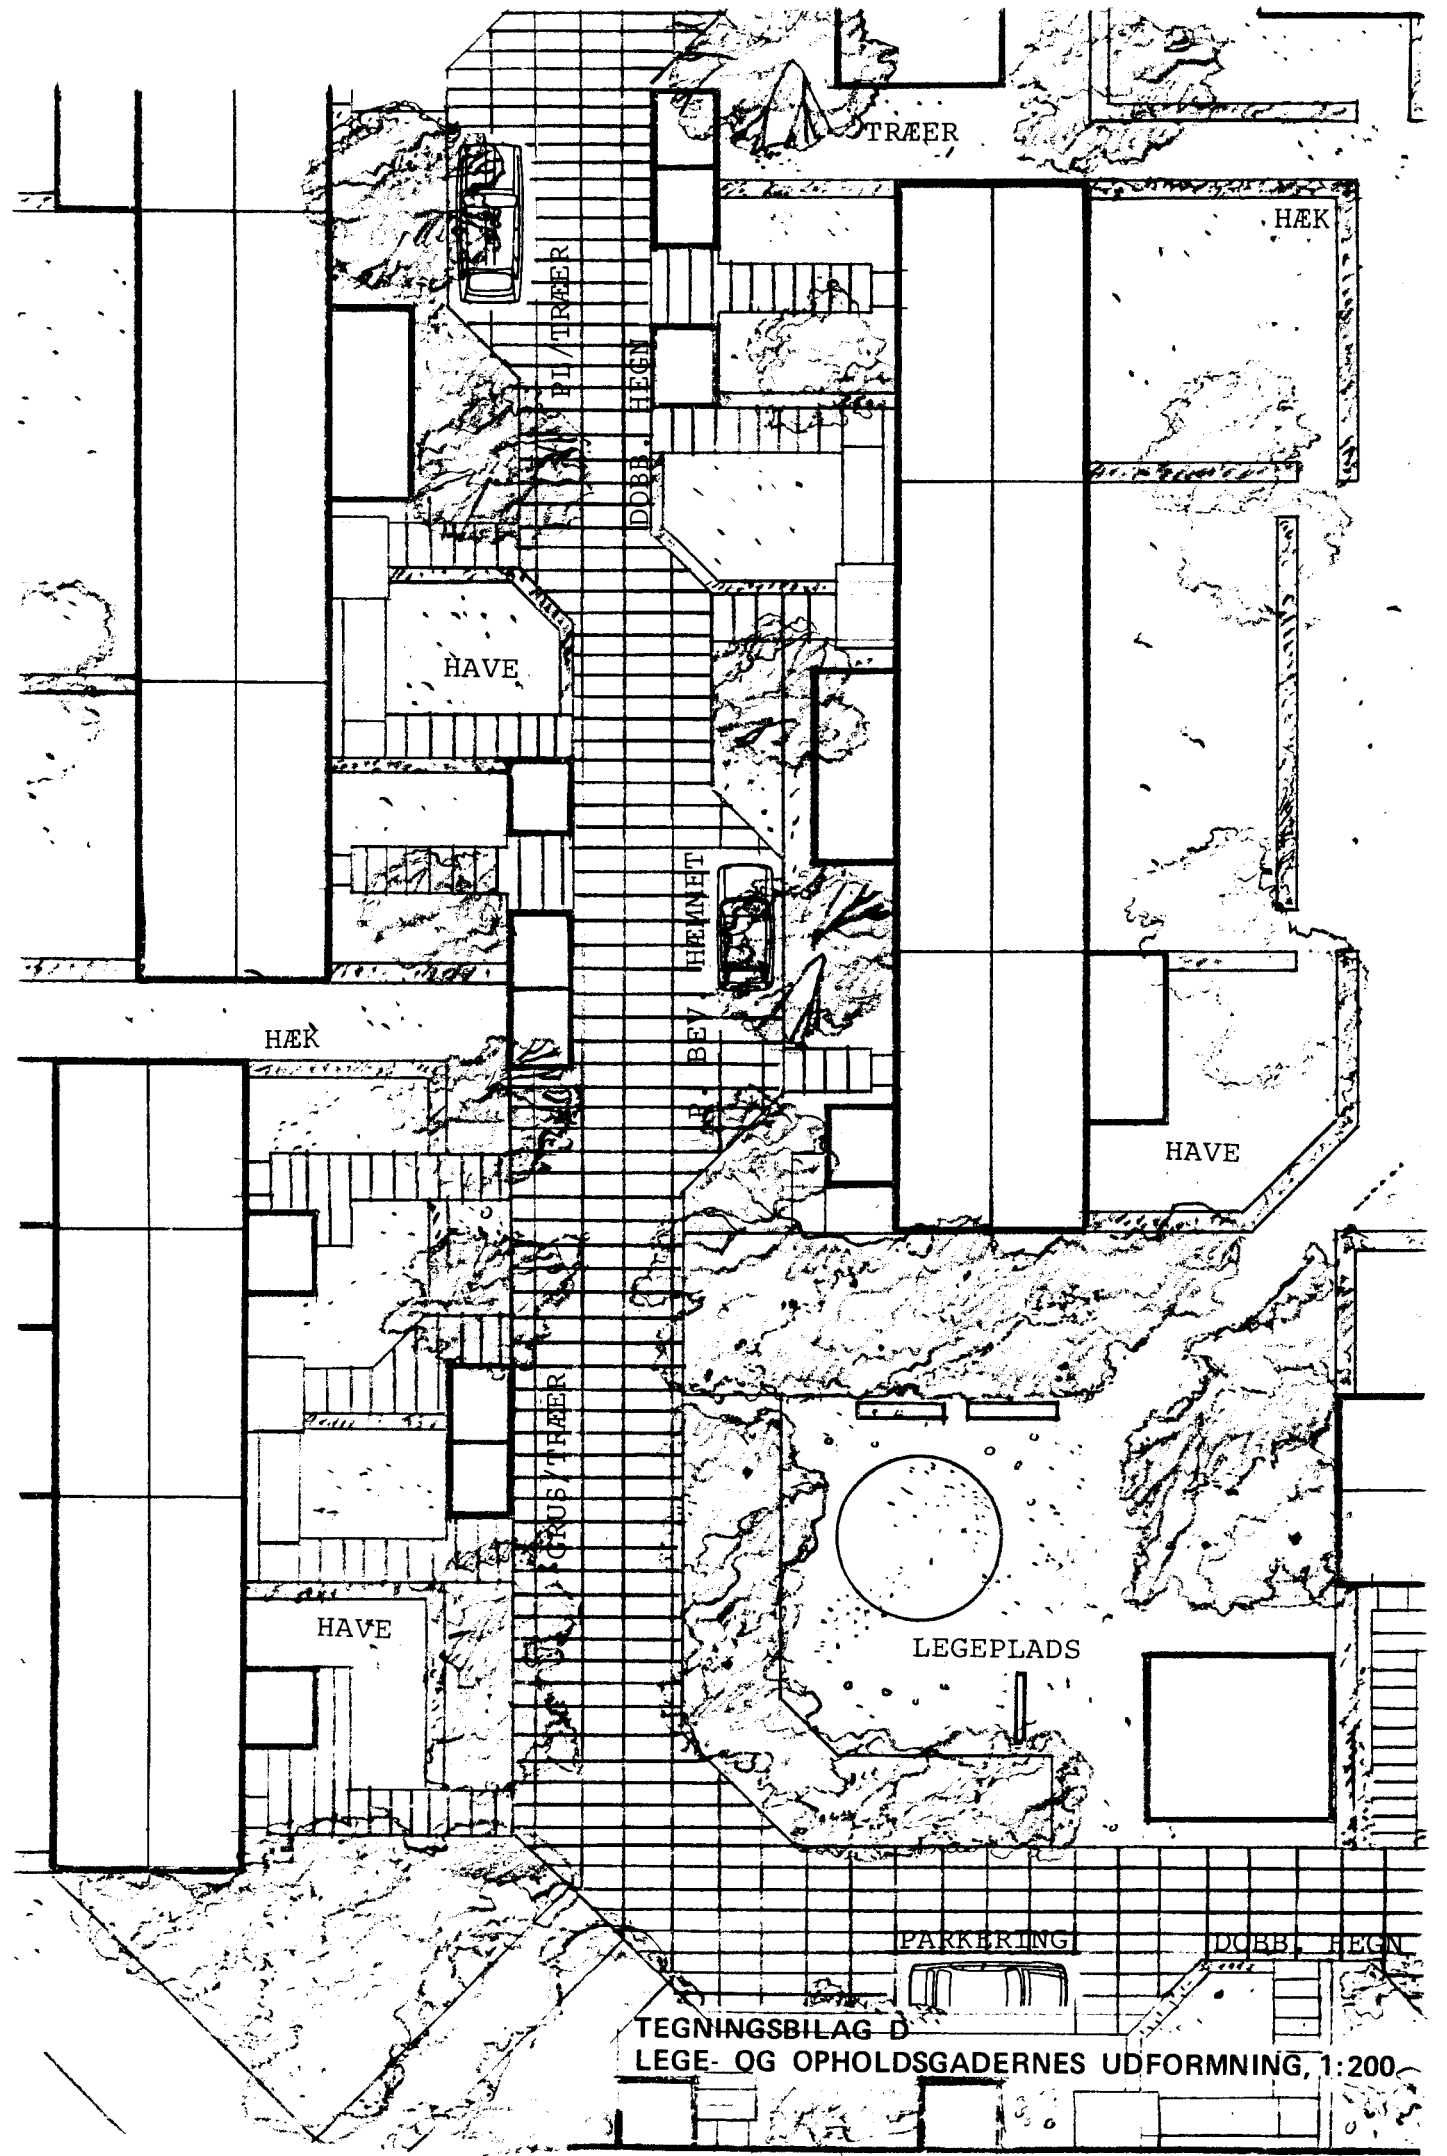 TRÆER
HÆK
PL/TRÆER
DOBB. HEGN
HAVE
HÆMNET
BEV.
HÆK
HAVE
GRUS/TRÆER
HAVE
LEGEPLADS
PARKERING
DOBB. HEGN
TEGNINGSBILAG D
LEGE- OG OPHOLDSGADERNES UDFORMNING, 1:200